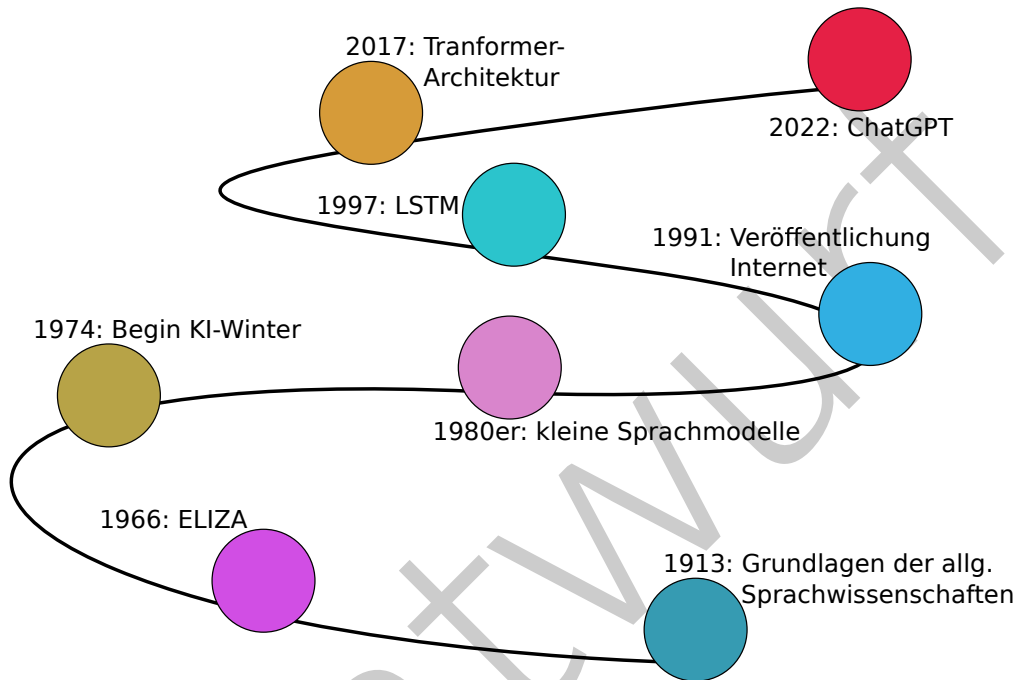 2017: Tranformer-
Architektur
2022: ChatGPT
1997: LSTM
1991: Veröffentlichung
Internet
1974: Begin KI-Winter
1980er: kleine Sprachmodelle
1966: ELIZA
1913: Grundlagen der allg.
Sprachwissenschaften
ntwurf